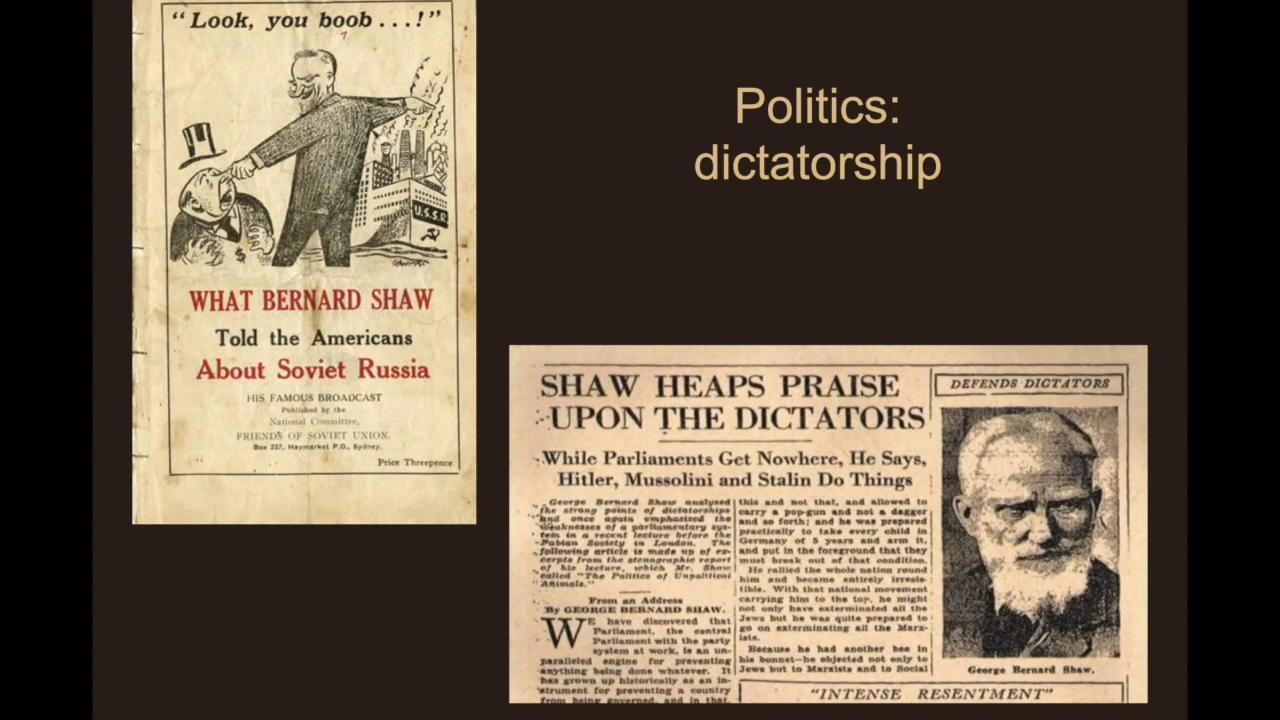 "Look, you boob ...!"
U.S.S.R.
$
WHAT BERNARD SHAW
Told the Americans
About Soviet Russia
HIS FAMOUS BROADCAST
Published by the
National Committee,
FRIENDS OF SOVIET UNION.
Box 237, Haymarket P.O., Sydney.
Price Threepence
Politics:
dictatorship
SHAW HEAPS PRAISE
UPON THE DICTATORS
While Parliaments Get Nowhere, He Says,
Hitler, Mussolini and Stalin Do Things
George Bernard Shaw analysed
the strong points of dictatorships
and once again emphasized the
weaknesses of a parliamentary sys-
tem in a recent lecture before the
Fabian Society in London. The
following article is made up of ex-
cerpts from the stenographic report
of his lecture, which Mr. Shaw
called "The Politics of Unpolitical
Animals."
From an Address
By GEORGE BERNARD SHAW.
WE have discovered that
Parliament, the central
Parliament with the party
system at work, is an un-
paralleled engine for preventing
anything being done whatever. It
has grown up historically as an in-
strument for preventing a country
from being governed, and in that,
this and not that, and allowed to
carry a pop-gun and not a dagger
and so forth; and he was prepared
practically to take every child in
Germany of 5 years and arm it,
and put in the foreground that they
must break out of that condition.
He rallied the whole nation round
him and became entirely irresis-
tible. With that national movement
carrying him to the top, he might
not only have exterminated all the
Jews but he was quite prepared to
go on exterminating all the Marx-
ists.
Because he had another bee in
his bonnet—he objected not only to
Jews but to Marxists and to Social
DEFENDS DICTATORS
George Bernard Shaw.
"INTENSE RESENTMENT"